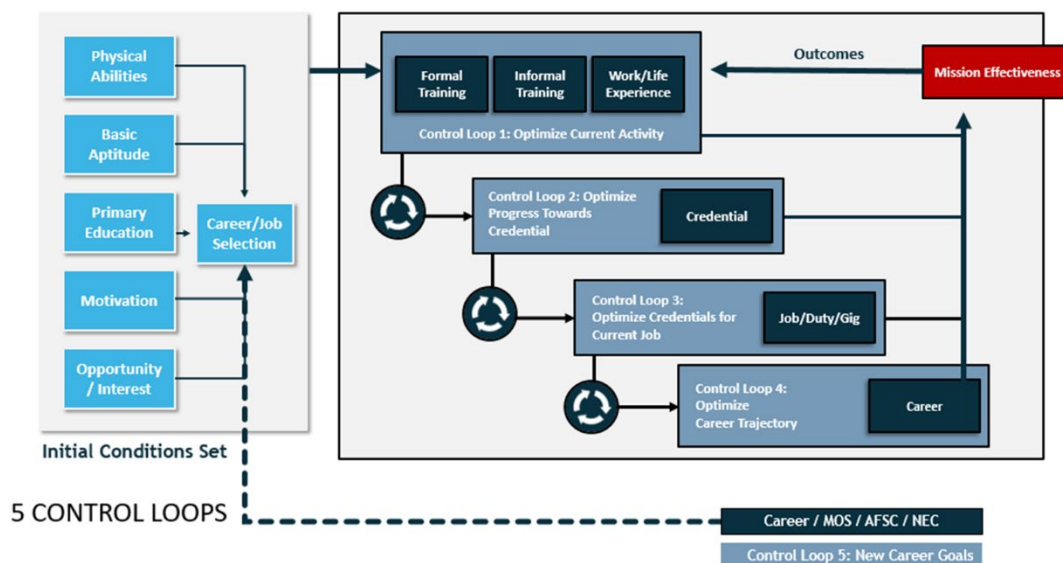 Physical
Abilities
Basic
Aptitude
Primary
Education
Motivation
Opportunity
/ Interest
Career/Job
Selection
Initial Conditions Set
Formal
Training
Informal
Training
Work/Life
Experience
Control Loop 1: Optimize Current Activity
Outcomes
Mission Effectiveness
Control Loop 2: Optimize
Progress Towards
Credential
Credential
Control Loop 3:
Optimize Credentials for
Current Job
Job/Duty/Gig
Control Loop 4:
Optimize
Career Trajectory
Career
5 CONTROL LOOPS
Career / MOS / AFSC / NEC
Control Loop 5: New Career Goals